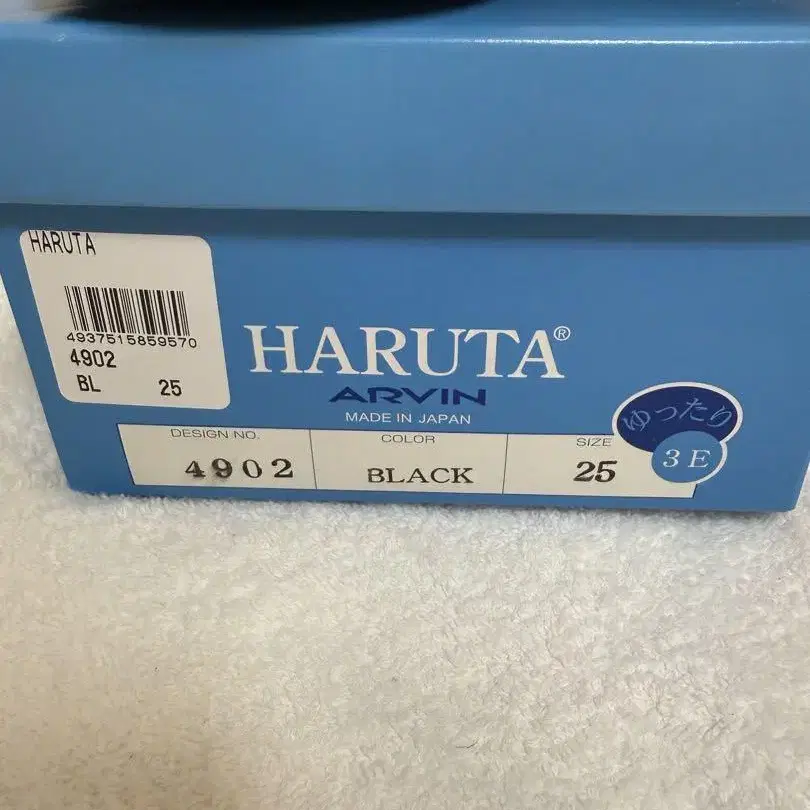 HARUTA
4937515859570
4902
BL 25
HARUTA®
ARVIN
MADE IN JAPAN
DESIGN NO. COLOR SIZE
4902 BLACK 25
ゆったり
3E